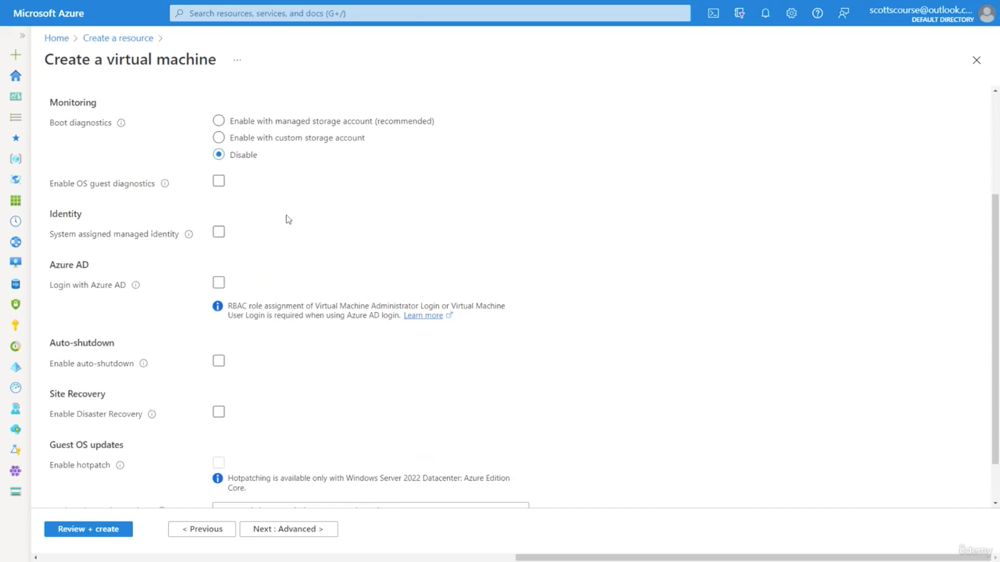 Microsoft Azure
Search resources, services, and docs (G+/)
scottscourse@outlook.c...
DEFAULT DIRECTORY
Home > Create a resource >
Create a virtual machine ...
Monitoring
Boot diagnostics
Enable with managed storage account (recommended)
Enable with custom storage account
Disable
Enable OS guest diagnostics
Identity
System assigned managed identity
Azure AD
Login with Azure AD
RBAC role assignment of Virtual Machine Administrator Login or Virtual Machine
User Login is required when using Azure AD login. Learn more
Auto-shutdown
Enable auto-shutdown
Site Recovery
Enable Disaster Recovery
Guest OS updates
Enable hotpatch
Hotpatching is available only with Windows Server 2022 Datacenter: Azure Edition
Core.
Review + create
< Previous
Next : Advanced >
ûdemy